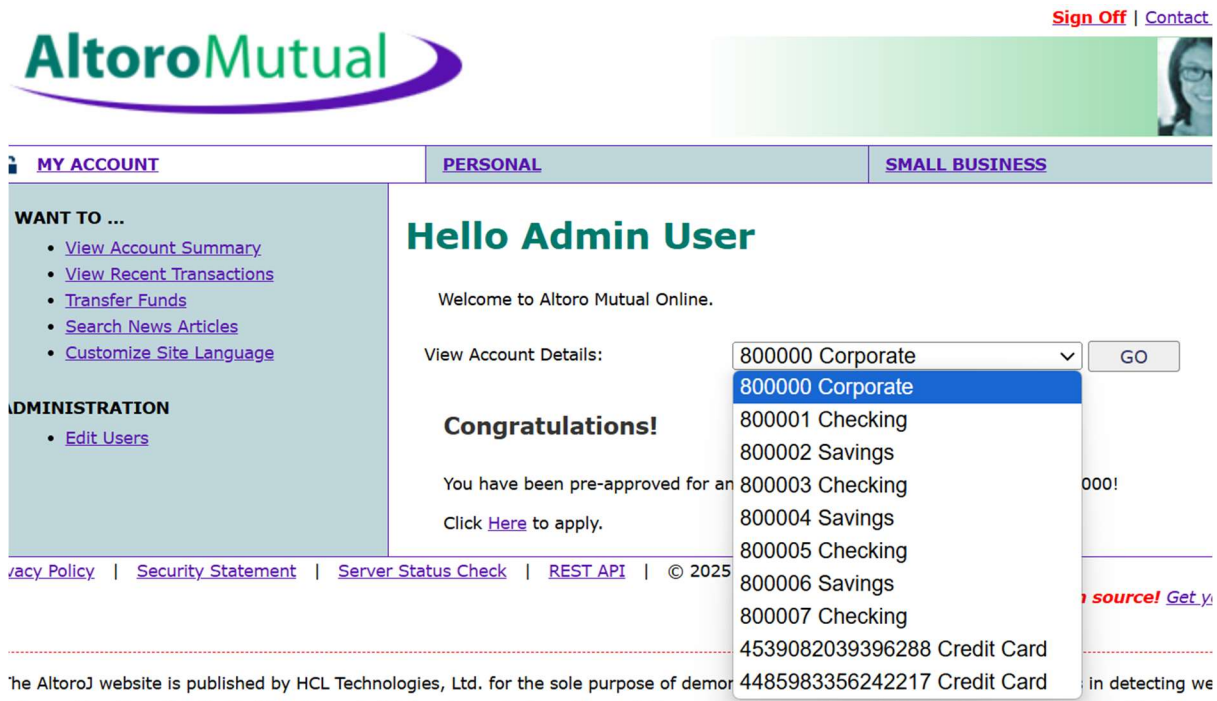 Sign Off | Contact
AltoroMutual
MY ACCOUNT
PERSONAL
SMALL BUSINESS
WANT TO ...
View Account Summary
View Recent Transactions
Transfer Funds
Search News Articles
Customize Site Language
ADMINISTRATION
Edit Users
Hello Admin User
Welcome to Altoro Mutual Online.
View Account Details:
800000 Corporate
GO
800000 Corporate
800001 Checking
800002 Savings
800003 Checking
800004 Savings
800005 Checking
800006 Savings
800007 Checking
4539082039396288 Credit Card
4485983356242217 Credit Card
Congratulations!
You have been pre-approved for an 000!
Click Here to apply.
vacy Policy | Security Statement | Server Status Check | REST API | © 2025
source! Get
The AltoroJ website is published by HCL Technologies, Ltd. for the sole purpose of in detecting we